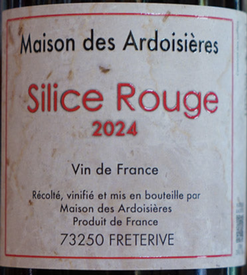 Maison des Ardoisières
Silice Rouge
2024
Vin de France
Récolté, vinifié et mis en bouteille par
Maison des Ardoisières
Produit de France
73250 FRETERIVE